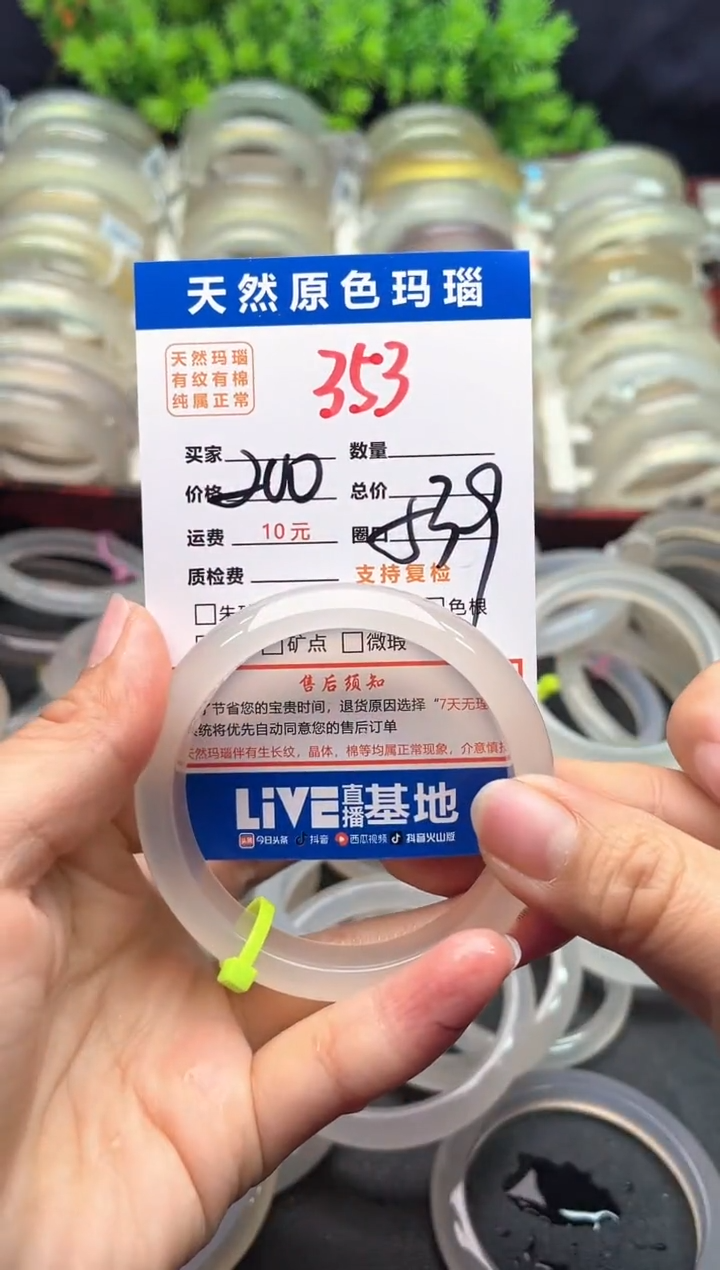 天然原色玛瑙
天然玛瑙
有纹有棉
纯属正常
353
买家 数量
价格 200 总价
运费 10元 圈口
539
质检费 支持复检
色根
矿点 微瑕
售后须知
节省您的宝贵时间，退货原因选择“7天无理
统将优先自动同意您的售后订单
天然玛瑙伴有生长纹，晶体，棉等均属正常现象，介意慎拍
LIVE直播基地
头条 今日头条 抖音 西瓜视频 抖音火山版